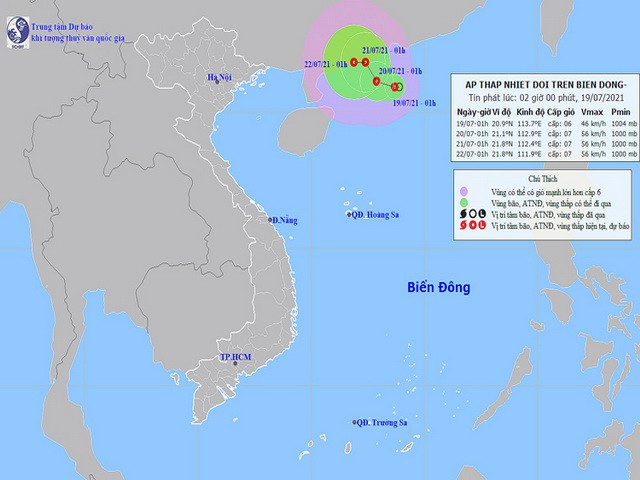 Trung tâm Dự báo
khí tượng thuỷ văn quốc gia
22/07/21 - 01h
21/07/21 - 01h
20/07/21 - 01h
19/07/21 - 01h
Hà Nội
AP THAP NHIET DOI TREN BIEN DONG-
Tin phát lúc: 02 giờ 00 phút, 19/07/2021
Ngày-giờ Vĩ độ Kinh độ Cấp gió Vmax Pmin
19/07-01h 20.9°N 113.7°E cấp: 06 46 km/h 1004 mb
20/07-01h 21.1°N 112.9°E cấp: 07 56 km/h 1000 mb
21/07-01h 21.8°N 112.4°E cấp: 07 56 km/h 1000 mb
22/07-01h 21.8°N 111.9°E cấp: 07 56 km/h 1000 mb
Chú Thích
Vùng có thể có gió mạnh lớn hơn cấp 6
Vùng bão, ATNĐ, vùng thấp có thể đi qua
Vị trí tâm bão, ATNĐ, vùng thấp đã qua
Vị trí tâm bão, ATNĐ, vùng thấp hiện tại, dự báo
Đ.Nẵng
QĐ. Hoàng Sa
Biển Đông
TP.HCM
QĐ. Trường Sa